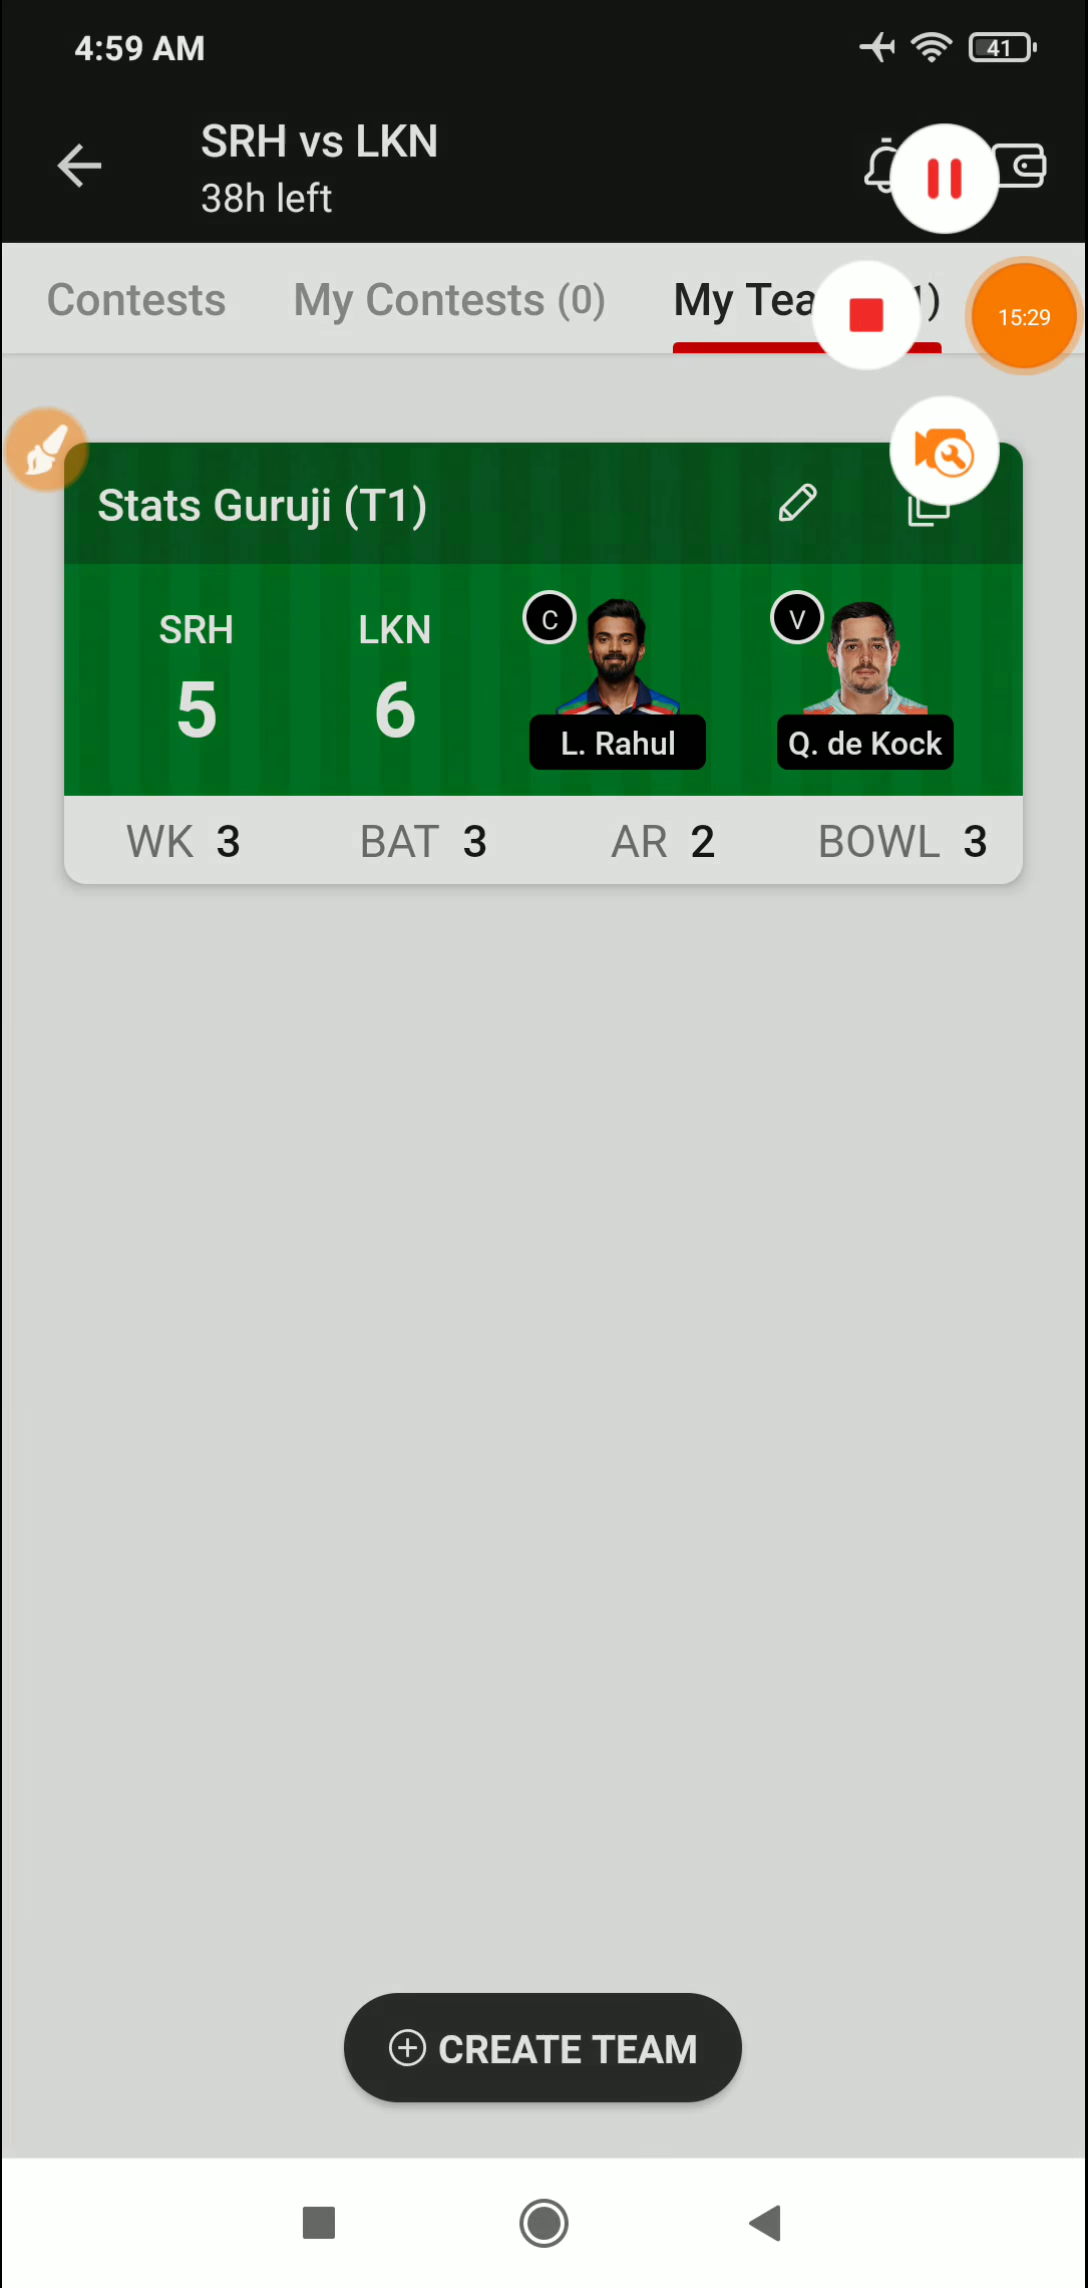 4:59 AM
41
SRH vs LKN
38h left
Contests
My Contests (0)
My Tea 1)
15:29
Stats Guruji (T1)
SRH
LKN
C
V
5
6
L. Rahul
Q. de Kock
WK 3
BAT 3
AR 2
BOWL 3
CREATE TEAM